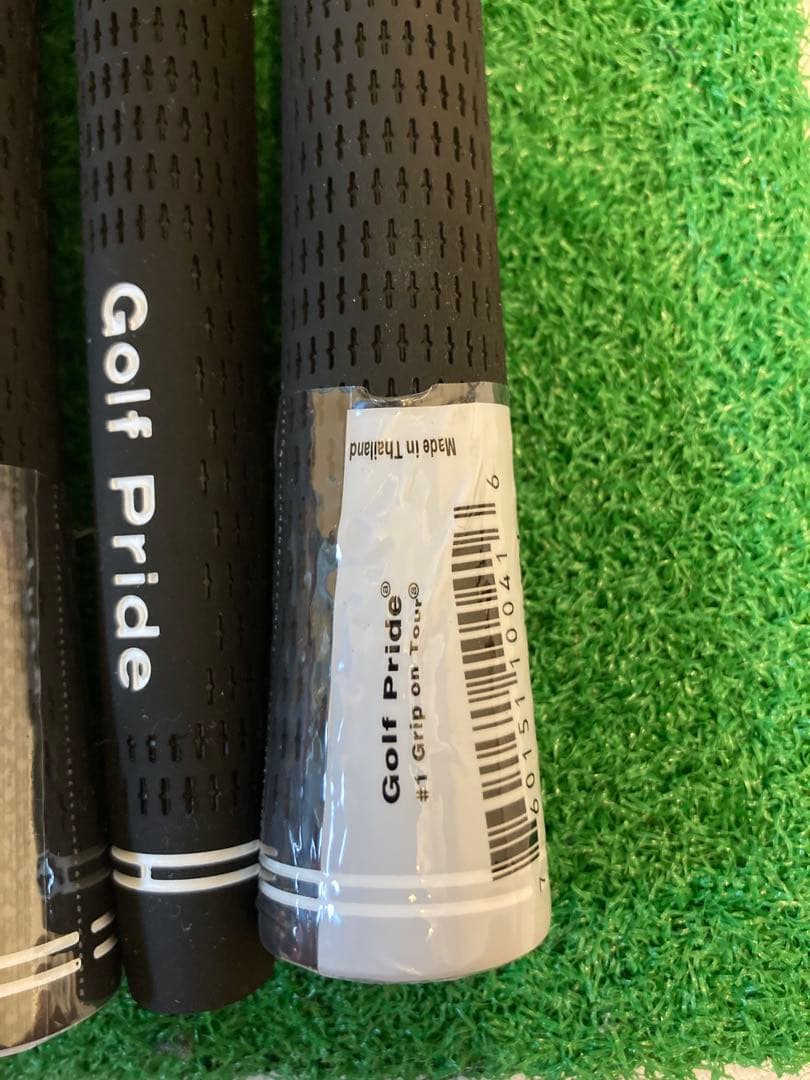 Golf Pride
Made in Thailand
Golf Pride®
#1 Grip on Tour®